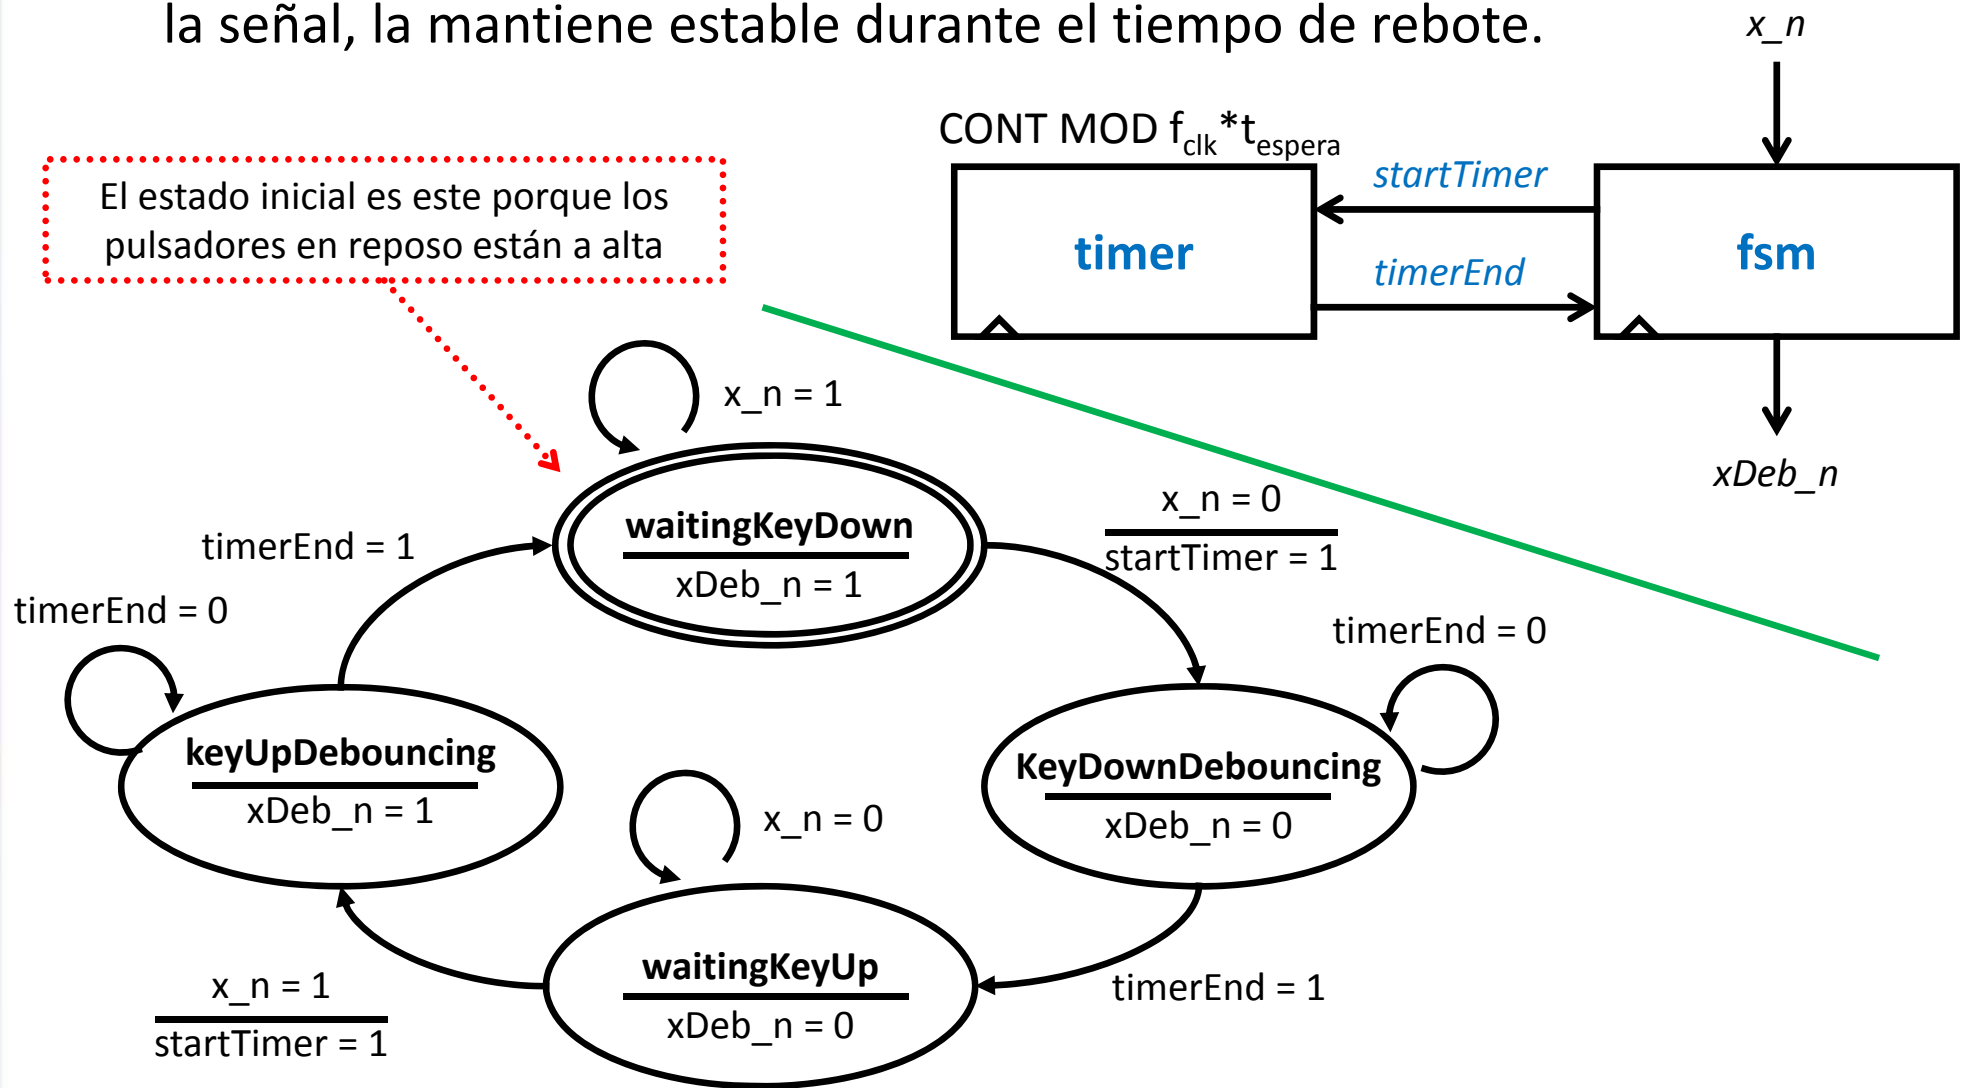 la señal, la mantiene estable durante el tiempo de rebote.
x_n
CONT MOD fclk*tespera
El estado inicial es este porque los
pulsadores en reposo están a alta
startTimer
timer
fsm
timerEnd
x_n = 1
xDeb_n
x_n = 0
startTimer = 1
waitingKeyDown
xDeb_n = 1
timerEnd = 1
timerEnd = 0
timerEnd = 0
keyUpDebouncing
xDeb_n = 1
KeyDownDebouncing
xDeb_n = 0
x_n = 0
waitingKeyUp
xDeb_n = 0
x_n = 1
startTimer = 1
timerEnd = 1